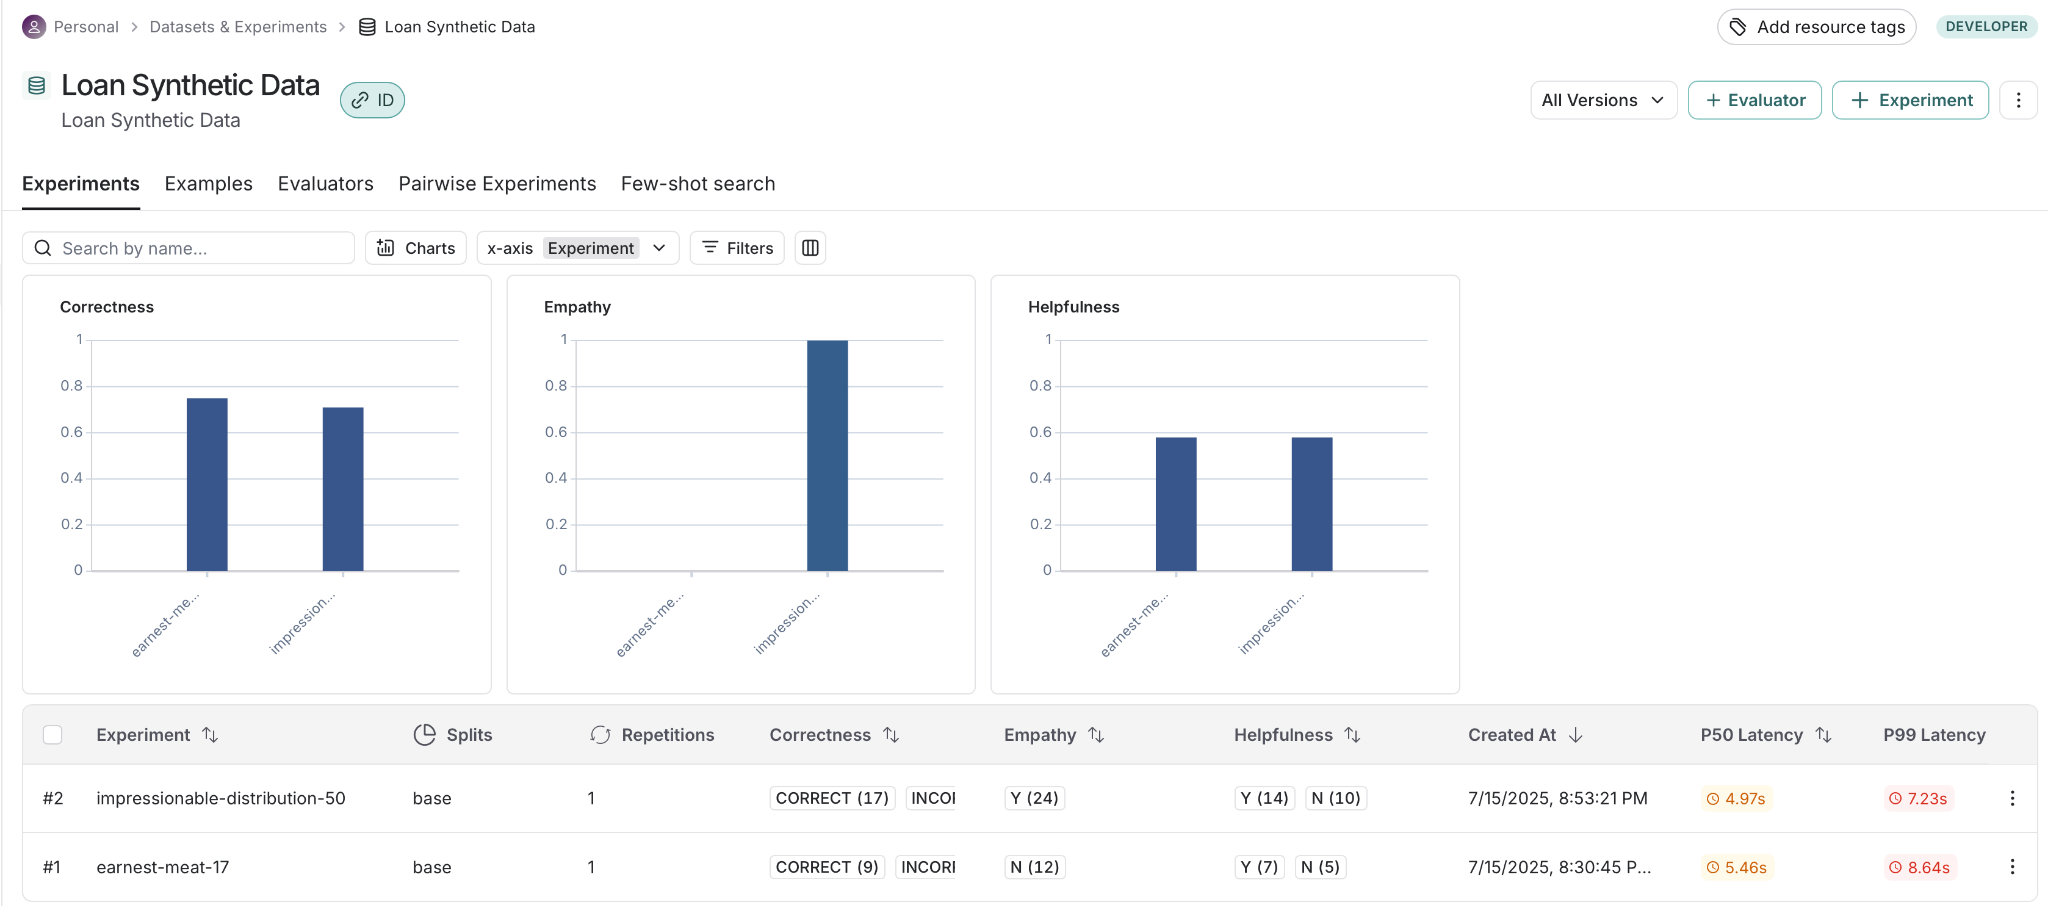 Personal > Datasets & Experiments > Loan Synthetic Data
Add resource tags
DEVELOPER
Loan Synthetic Data
ID
Loan Synthetic Data
All Versions
+ Evaluator
+ Experiment
Experiments
Examples
Evaluators
Pairwise Experiments
Few-shot search
Search by name...
Charts
x-axis Experiment
Filters
Correctness
1
0.8
0.6
0.4
0.2
0
earnest-me...
impression...
Empathy
1
0.8
0.6
0.4
0.2
0
earnest-me...
impression...
Helpfulness
1
0.8
0.6
0.4
0.2
0
earnest-me...
impression...
Experiment Splits Repetitions Correctness Empathy Helpfulness Created At P50 Latency P99 Latency
#2 impressionable-distribution-50 base 1 CORRECT (17) INCOR Y (24) Y (14) N (10) 7/15/2025, 8:53:21 PM 4.97s 7.23s
#1 earnest-meat-17 base 1 CORRECT (9) INCORR N (12) Y (7) N (5) 7/15/2025, 8:30:45 P... 5.46s 8.64s